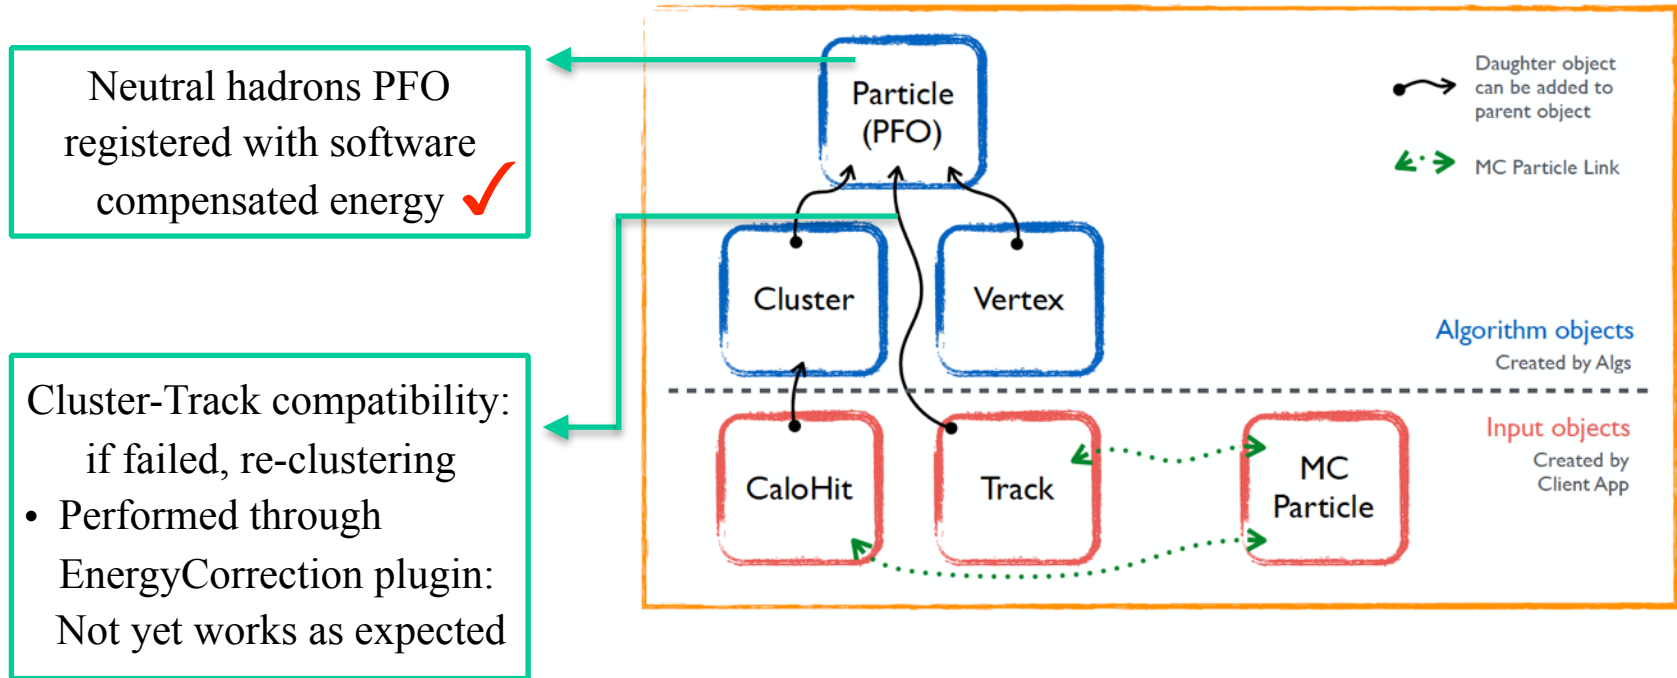 Neutral hadrons PFO
registered with software
compensated energy ✓
Cluster-Track compatibility:
if failed, re-clustering
• Performed through
EnergyCorrection plugin:
Not yet works as expected
Particle
(PFO)
Daughter object
can be added to
parent object
MC Particle Link
Cluster
Vertex
Algorithm objects
Created by Algs
Input objects
Created by
Client App
CaloHit
Track
MC
Particle